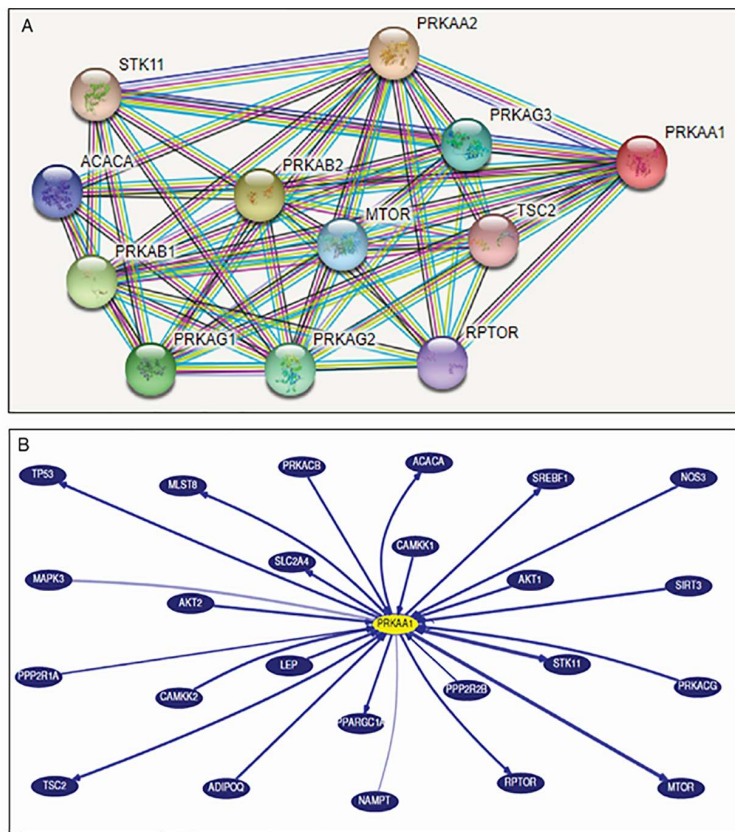 A
PRKAA2
STK11
PRKAG3
PRKAA1
ACACA
PRKAB2
MTOR
TSC2
PRKAB1
PRKAG1
PRKAG2
RPTOR
B
TP53
MLST8
PRKACB
ACACA
SREBF1
NOS3
SLC2A4
CAMKK1
MAPK3
AKT2
AKT1
SIRT3
PRKAA1
PPP2R1A
LEP
STK11
CAMKK2
PPP2R2B
PRKACG
PPARGC1A
TSC2
ADIPOQ
NAMPT
RPTOR
MTOR